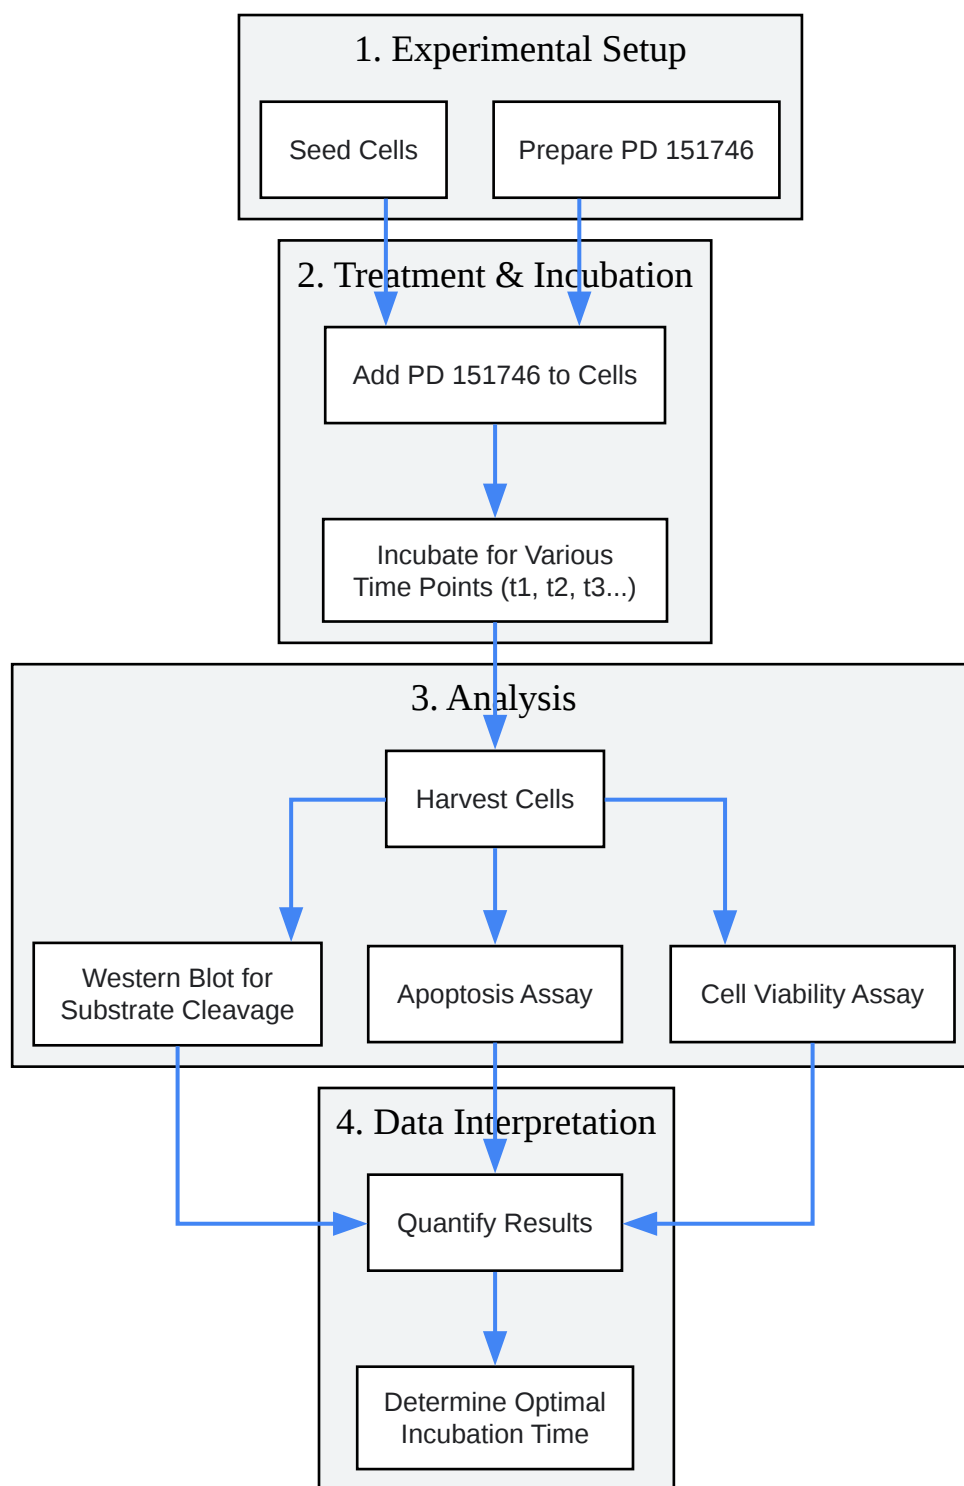 1. Experimental Setup
Seed Cells
Prepare PD 151746
2. Treatment & Incubation
Add PD 151746 to Cells
Incubate for Various
Time Points (t1, t2, t3...)
3. Analysis
Harvest Cells
Western Blot for
Substrate Cleavage
Apoptosis Assay
Cell Viability Assay
4. Data Interpretation
Quantify Results
Determine Optimal
Incubation Time